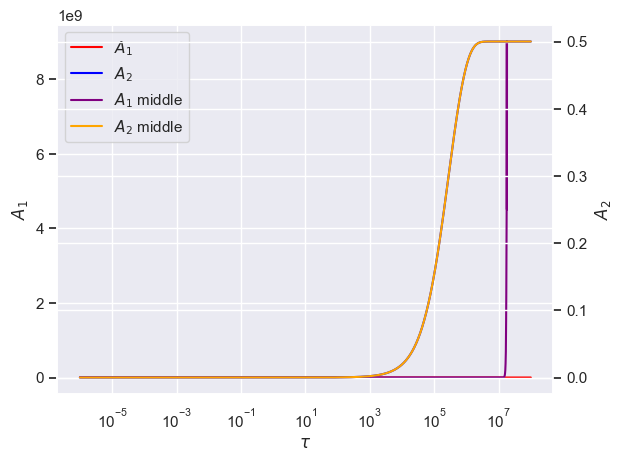 1e9
A₁
A₂
A₁ middle
A₂ middle
8
6
4
2
0
A₁
0.5
0.4
0.3
0.2
0.1
0.0
A₂
10⁻⁵
10⁻³
10⁻¹
10¹
10³
10⁵
10⁷
τ